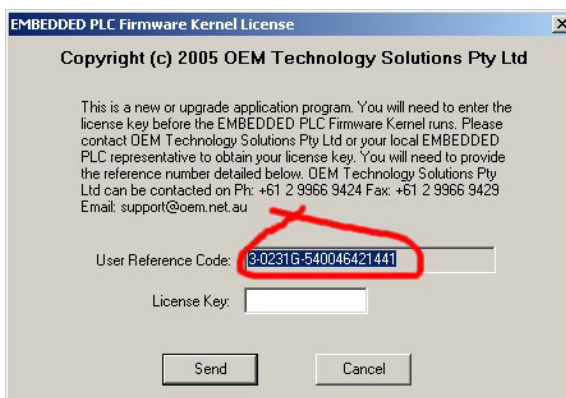 EMBEDDED PLC Firmware Kernel License
Copyright (c) 2005 OEM Technology Solutions Pty Ltd
This is a new or upgrade application program. You will need to enter the
license key before the EMBEDDED PLC Firmware Kernel runs. Please
contact OEM Technology Solutions Pty Ltd or your local EMBEDDED
PLC representative to obtain your license key. You will need to provide
the reference number detailed below. OEM Technology Solutions Pty
Ltd can be contacted on Ph: +61 2 9966 9424 Fax: +61 2 9966 9429
Email: support@oem.net.au
User Reference Code: 3-0231G-540046421441
License Key:
Send Cancel